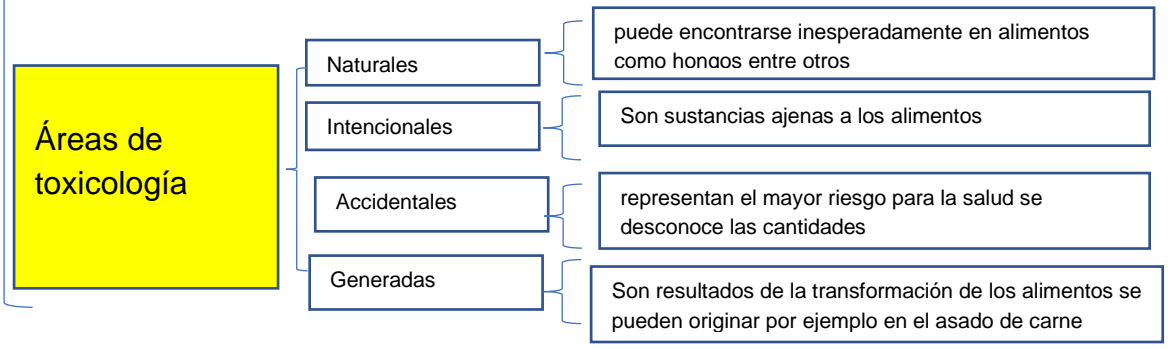 Áreas de
toxicología
Naturales
puede encontrarse inesperadamente en alimentos
como hongos entre otros
Intencionales
Son sustancias ajenas a los alimentos
Accidentales
representan el mayor riesgo para la salud se
desconoce las cantidades
Generadas
Son resultados de la transformación de los alimentos se
pueden originar por ejemplo en el asado de carne